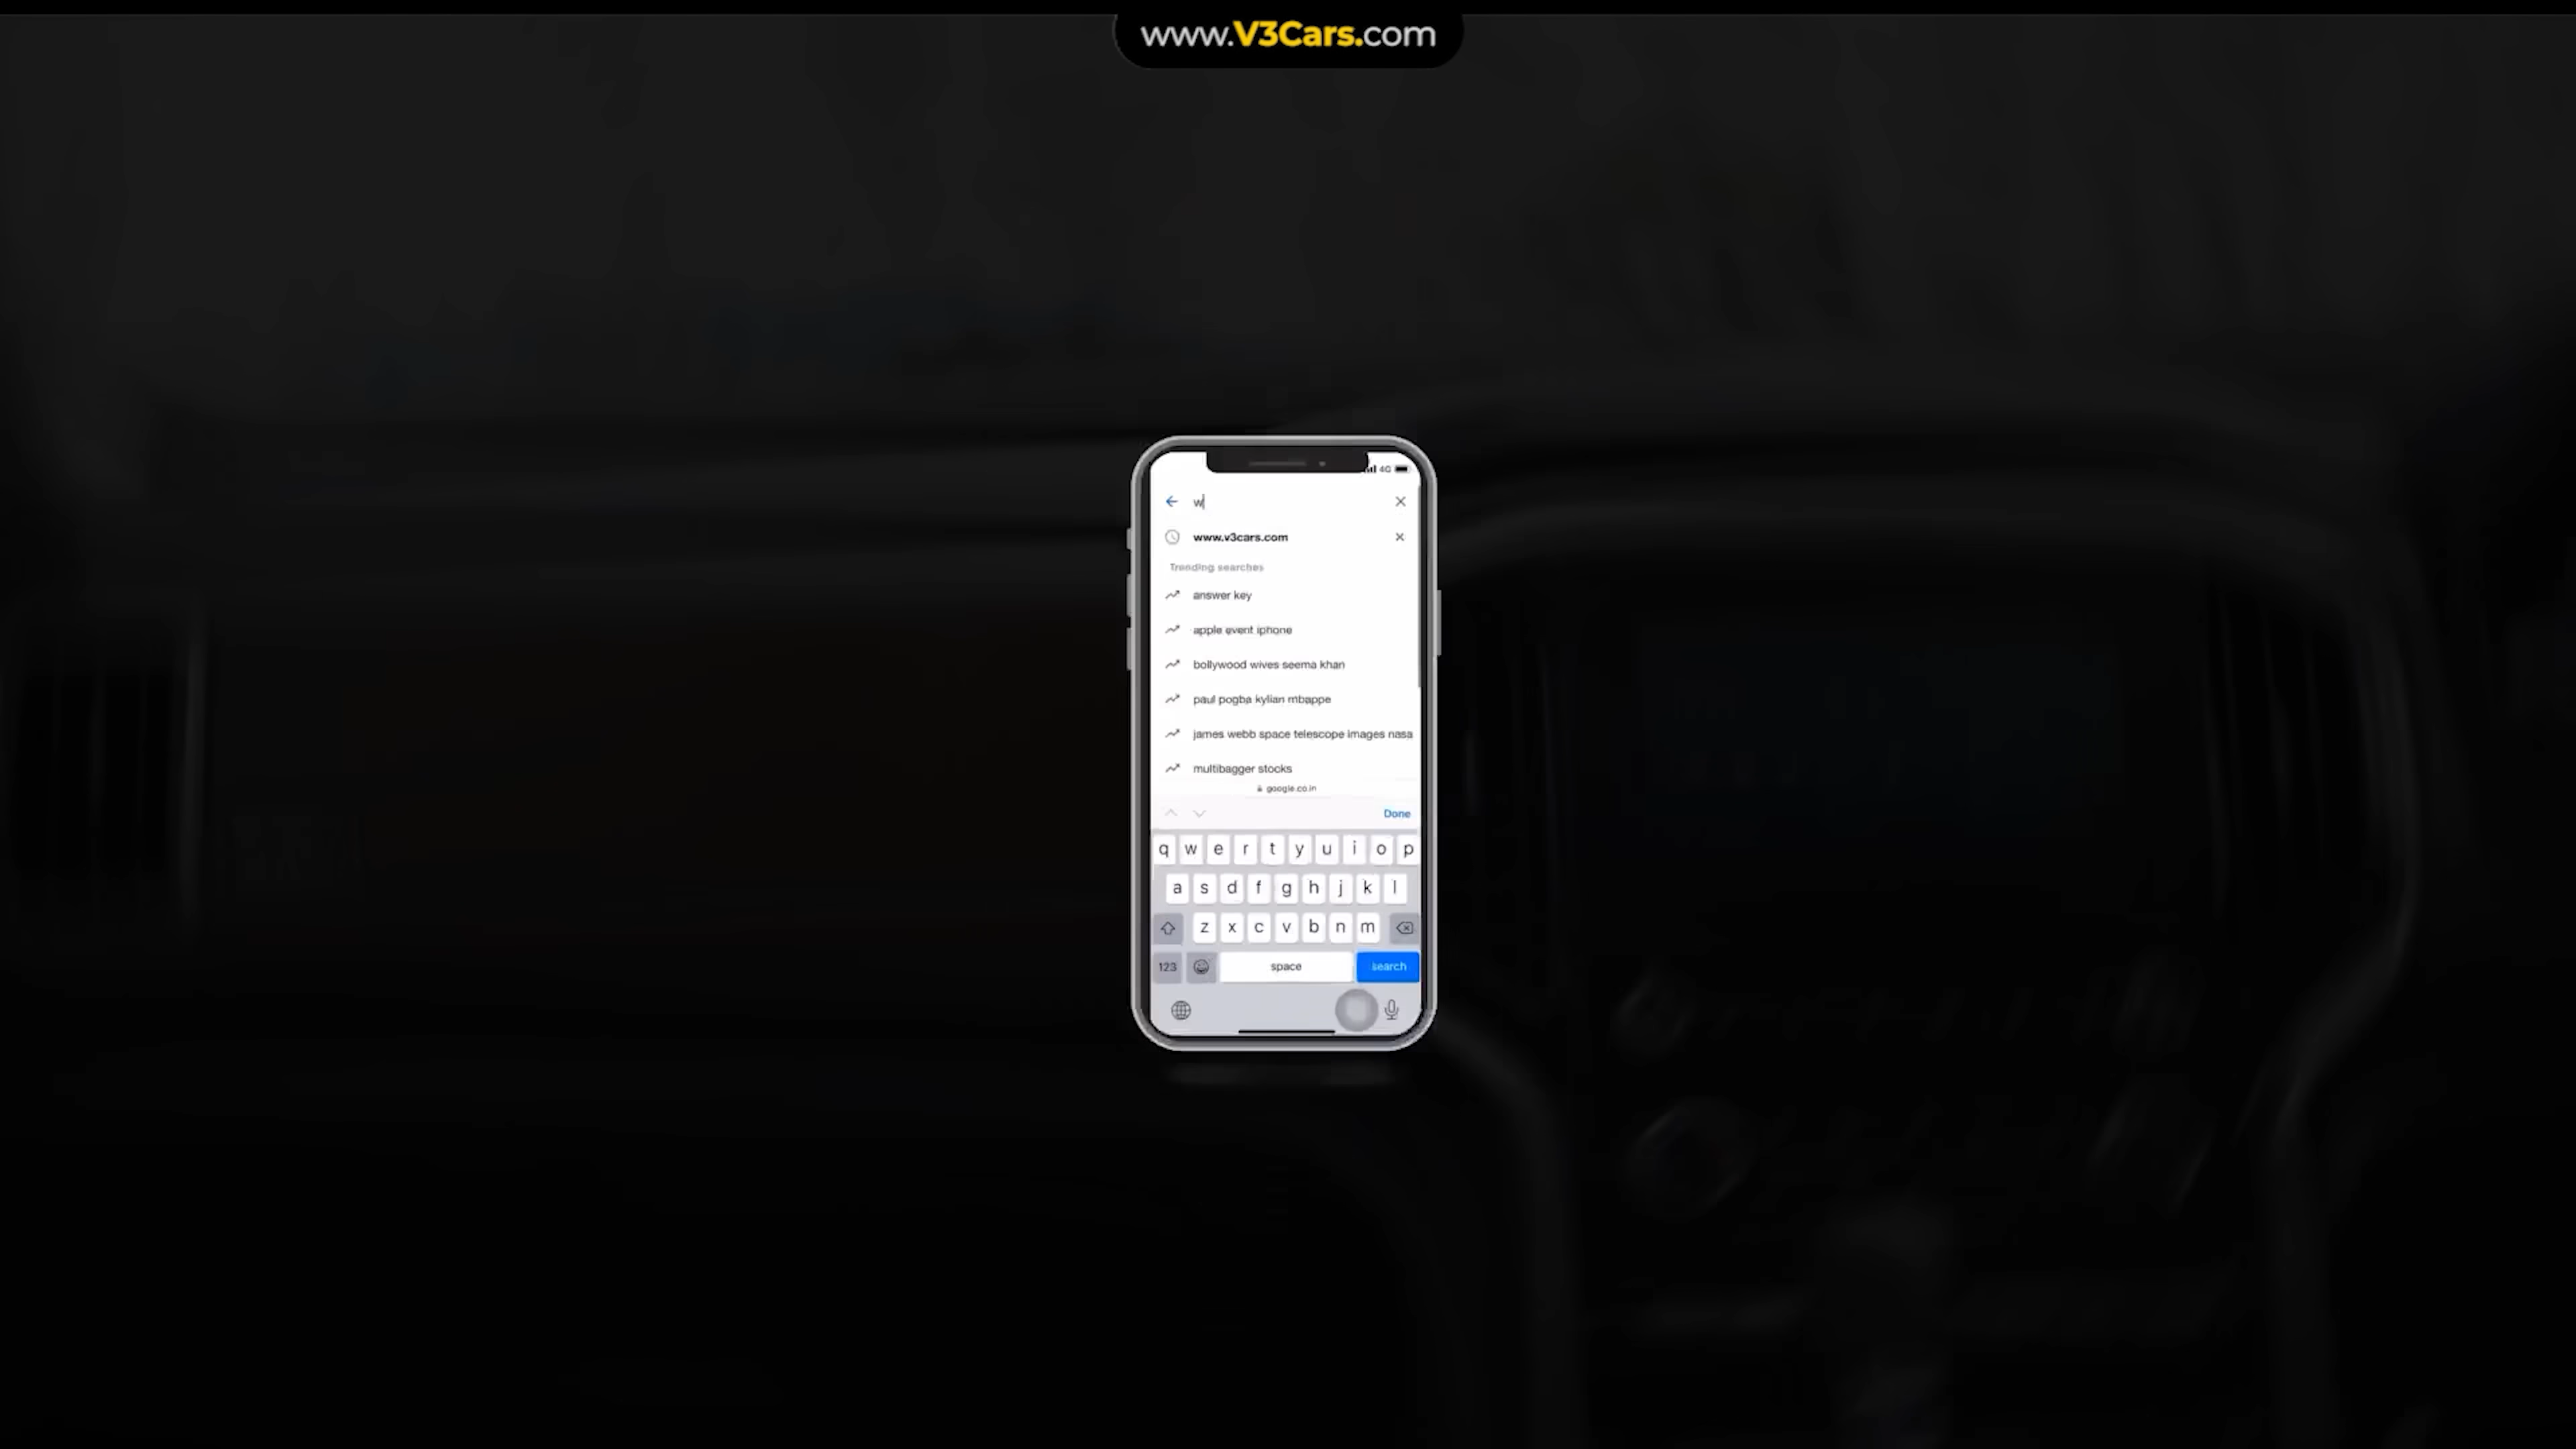 www.V3Cars.com
4G
w
www.v3cars.com
Trending searches
answer key
apple event iphone
bollywood wives seema khan
paul pogba kylian mbappe
james webb space telescope images nasa
multibagger stocks
google.co.in
Done
q w e r t y u i o p
a s d f g h j k l
z x c v b n m
123 space search